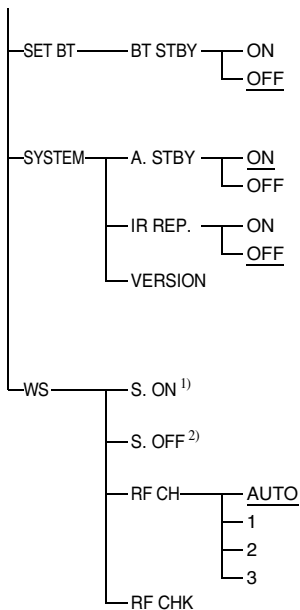 SET BT BT STBY ON
OFF
SYSTEM A. STBY ON
OFF
IR REP. ON
OFF
VERSION
WS S. ON 1)
S. OFF 2)
RF CH AUTO
1
2
3
RF CHK